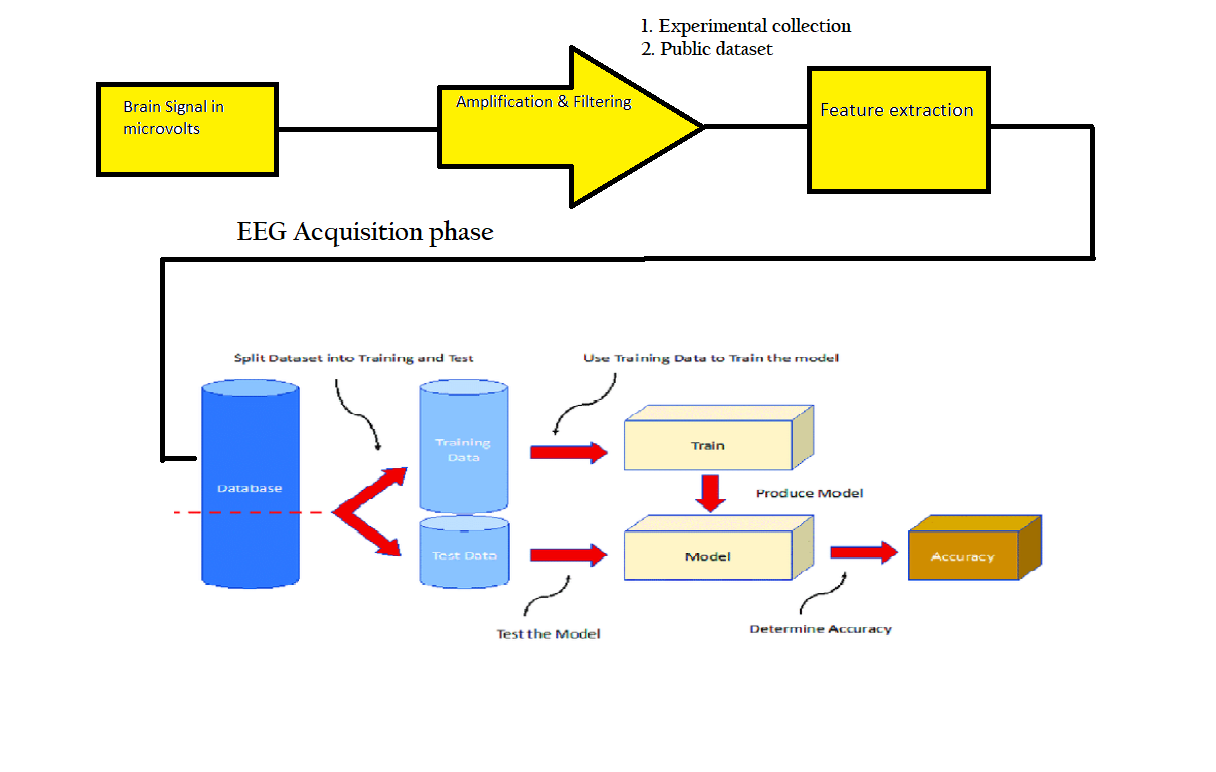 1. Experimental collection
2. Public dataset
Brain Signal in
microvolts
Amplification & Filtering
Feature extraction
EEG Acquisition phase
Split Dataset into Training and Test
Use Training Data to Train the model
Training
Data
Train
Database
Produce Model
Test Data
Model
Accuracy
Test the Model
Determine Accuracy